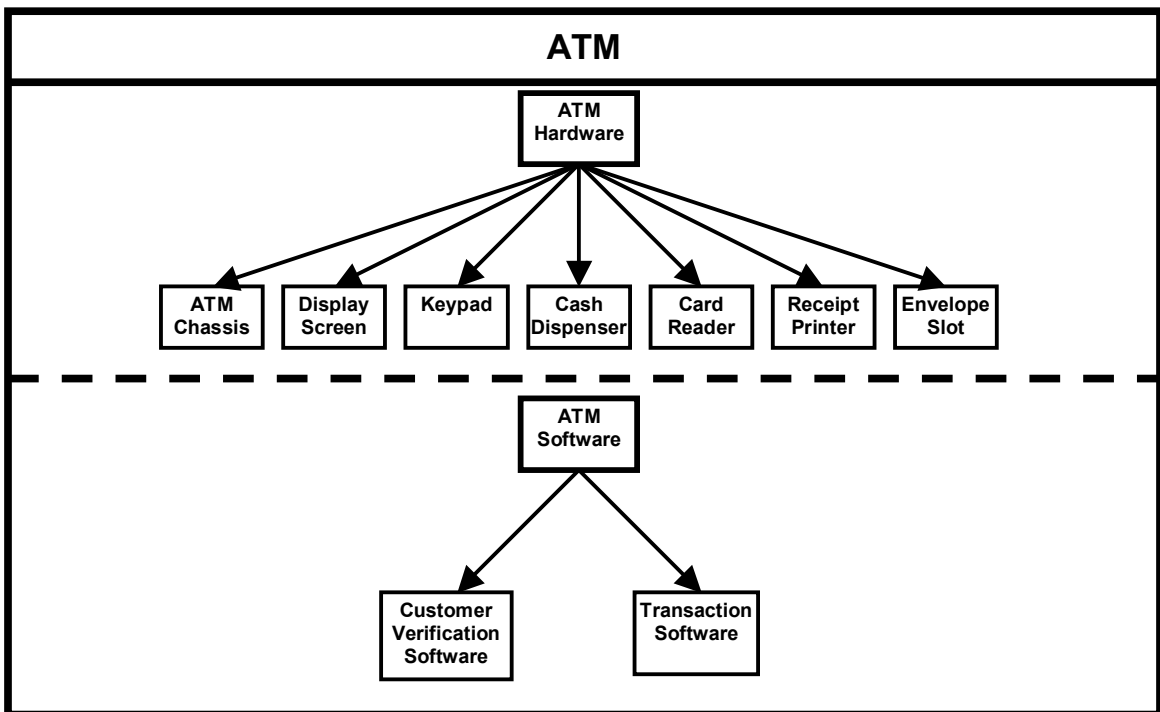 ATM
ATM
Hardware
ATM
Chassis
Display
Screen
Keypad
Cash
Dispenser
Card
Reader
Receipt
Printer
Envelope
Slot
ATM
Software
Customer
Verification
Software
Transaction
Software